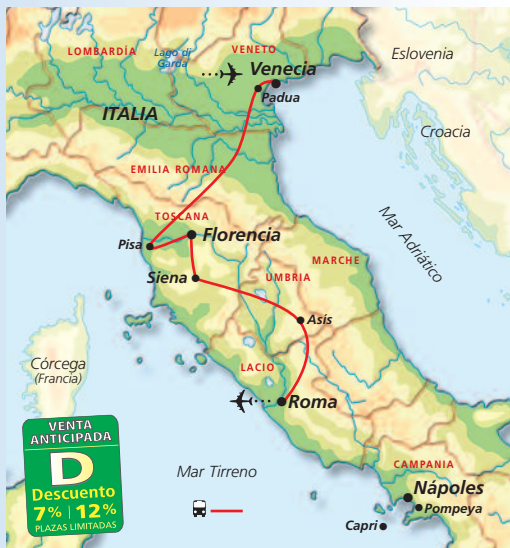 LOMBARDÍA
Lago di
Garda
VENETO
Venecia
Padua
Eslovenia
ITALIA
Croacia
EMILIA ROMANA
TOSCANA
Florencia
Pisa
Mar Adriático
MARCHE
Siena
UMBRIA
Asís
Córcega
(Francia)
LACIO
Roma
VENTA
ANTICIPADA
D
Descuento
7% | 12%
PLAZAS LIMITADAS
Mar Tirreno
CAMPANIA
Nápoles
Pompeya
Capri